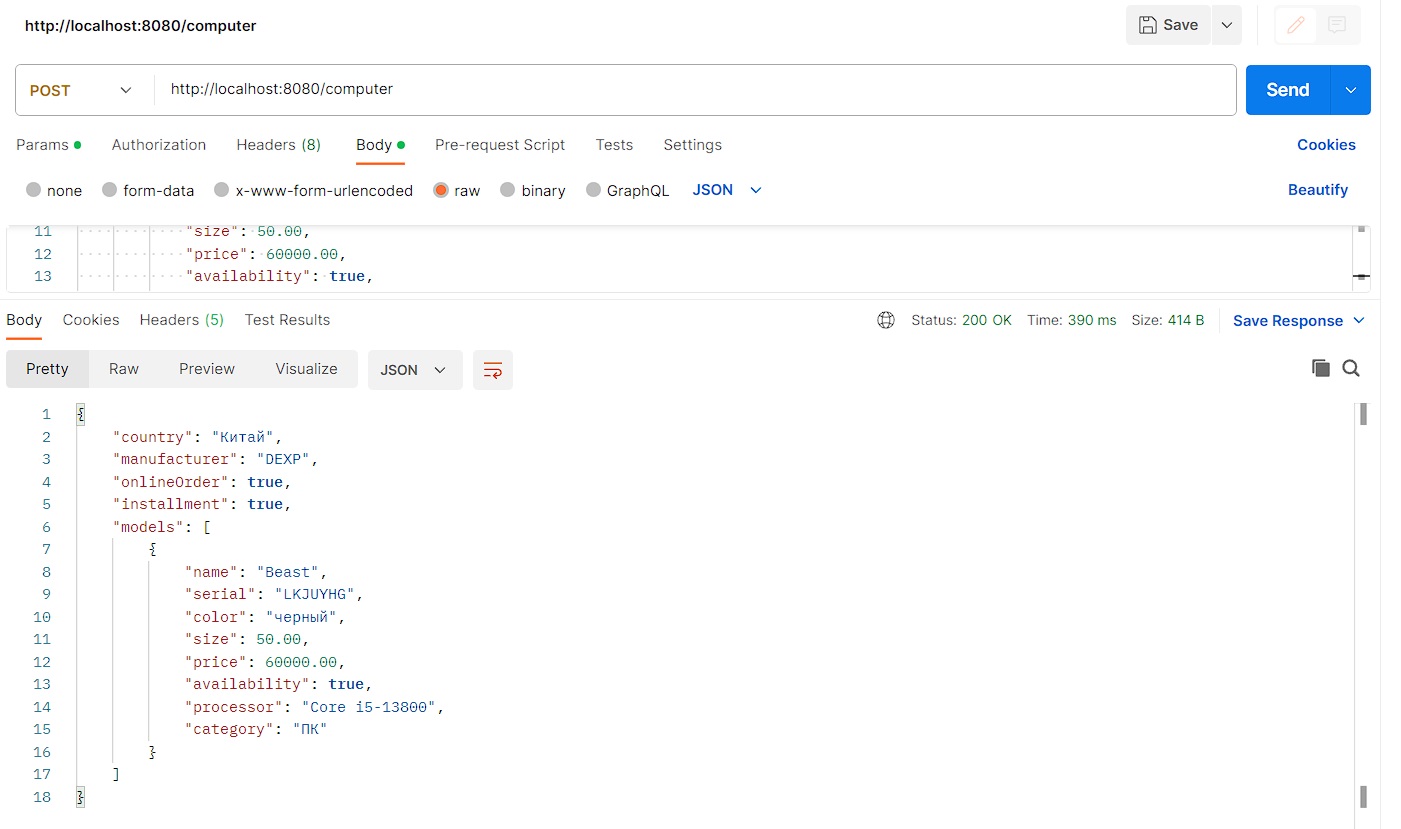 http://localhost:8080/computer
Save
POST http://localhost:8080/computer Send
Params Authorization Headers (8) Body Pre-request Script Tests Settings Cookies
none form-data x-www-form-urlencoded raw binary GraphQL JSON Beautify
11 "size": 50.00,
12 "price": 60000.00,
13 "availability": true,
Body Cookies Headers (5) Test Results Status: 200 OK Time: 390 ms Size: 414 B Save Response
Pretty Raw Preview Visualize JSON
1 {
2 "country": "Китай",
3 "manufacturer": "DEXP",
4 "onlineOrder": true,
5 "installment": true,
6 "models": [
7 {
8 "name": "Beast",
9 "serial": "LKJUYHG",
10 "color": "черный",
11 "size": 50.00,
12 "price": 60000.00,
13 "availability": true,
14 "processor": "Core i5-13800",
15 "category": "ПК"
16 }
17 ]
18 }